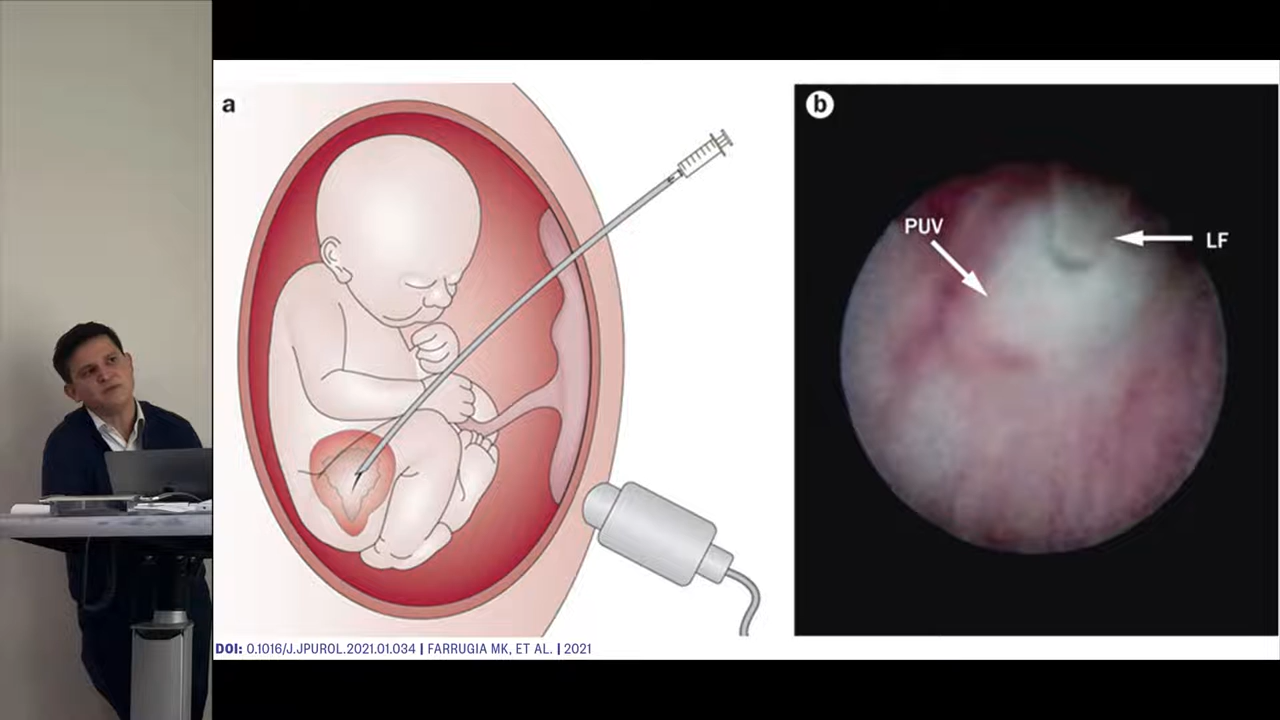 a
b
PUV
LF
DOI: 0.1016/J.JPUROL.2021.01.034 | FARRUGIA MK, ET AL. | 2021